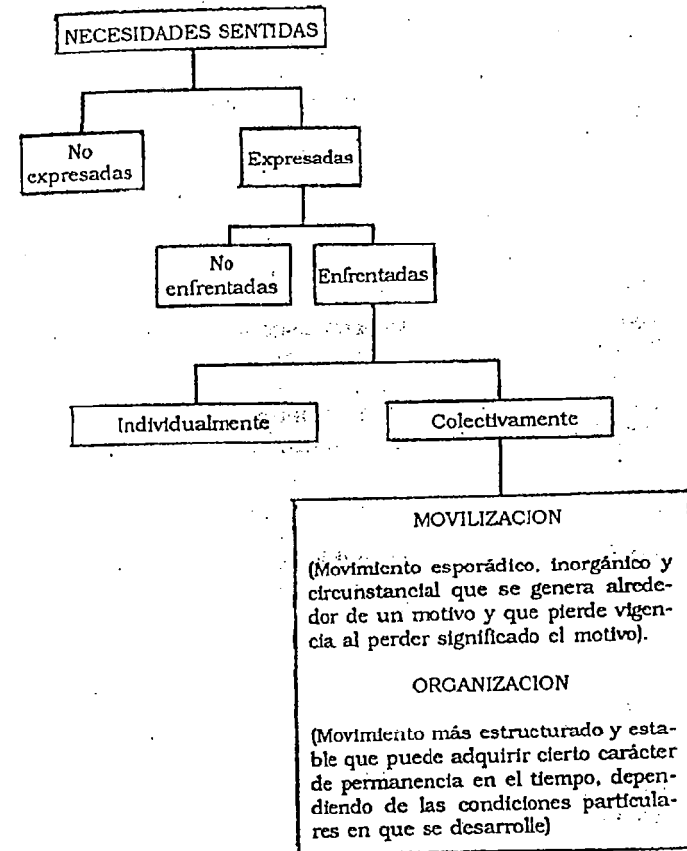 NECESIDADES SENTIDAS
No
expresadas
Expresadas
No
enfrentadas
Enfrentadas
Individualmente
Colectivamente
MOVILIZACION
(Movimiento esporádico, inorgánico y
circunstancial que se genera alrede-
dor de un motivo y que pierde vigen-
cia al perder significado el motivo).
ORGANIZACION
(Movimiento más estructurado y esta-
ble que puede adquirir cierto carácter
de permanencia en el tiempo, depen-
diendo de las condiciones particula-
res en que se desarrolle)